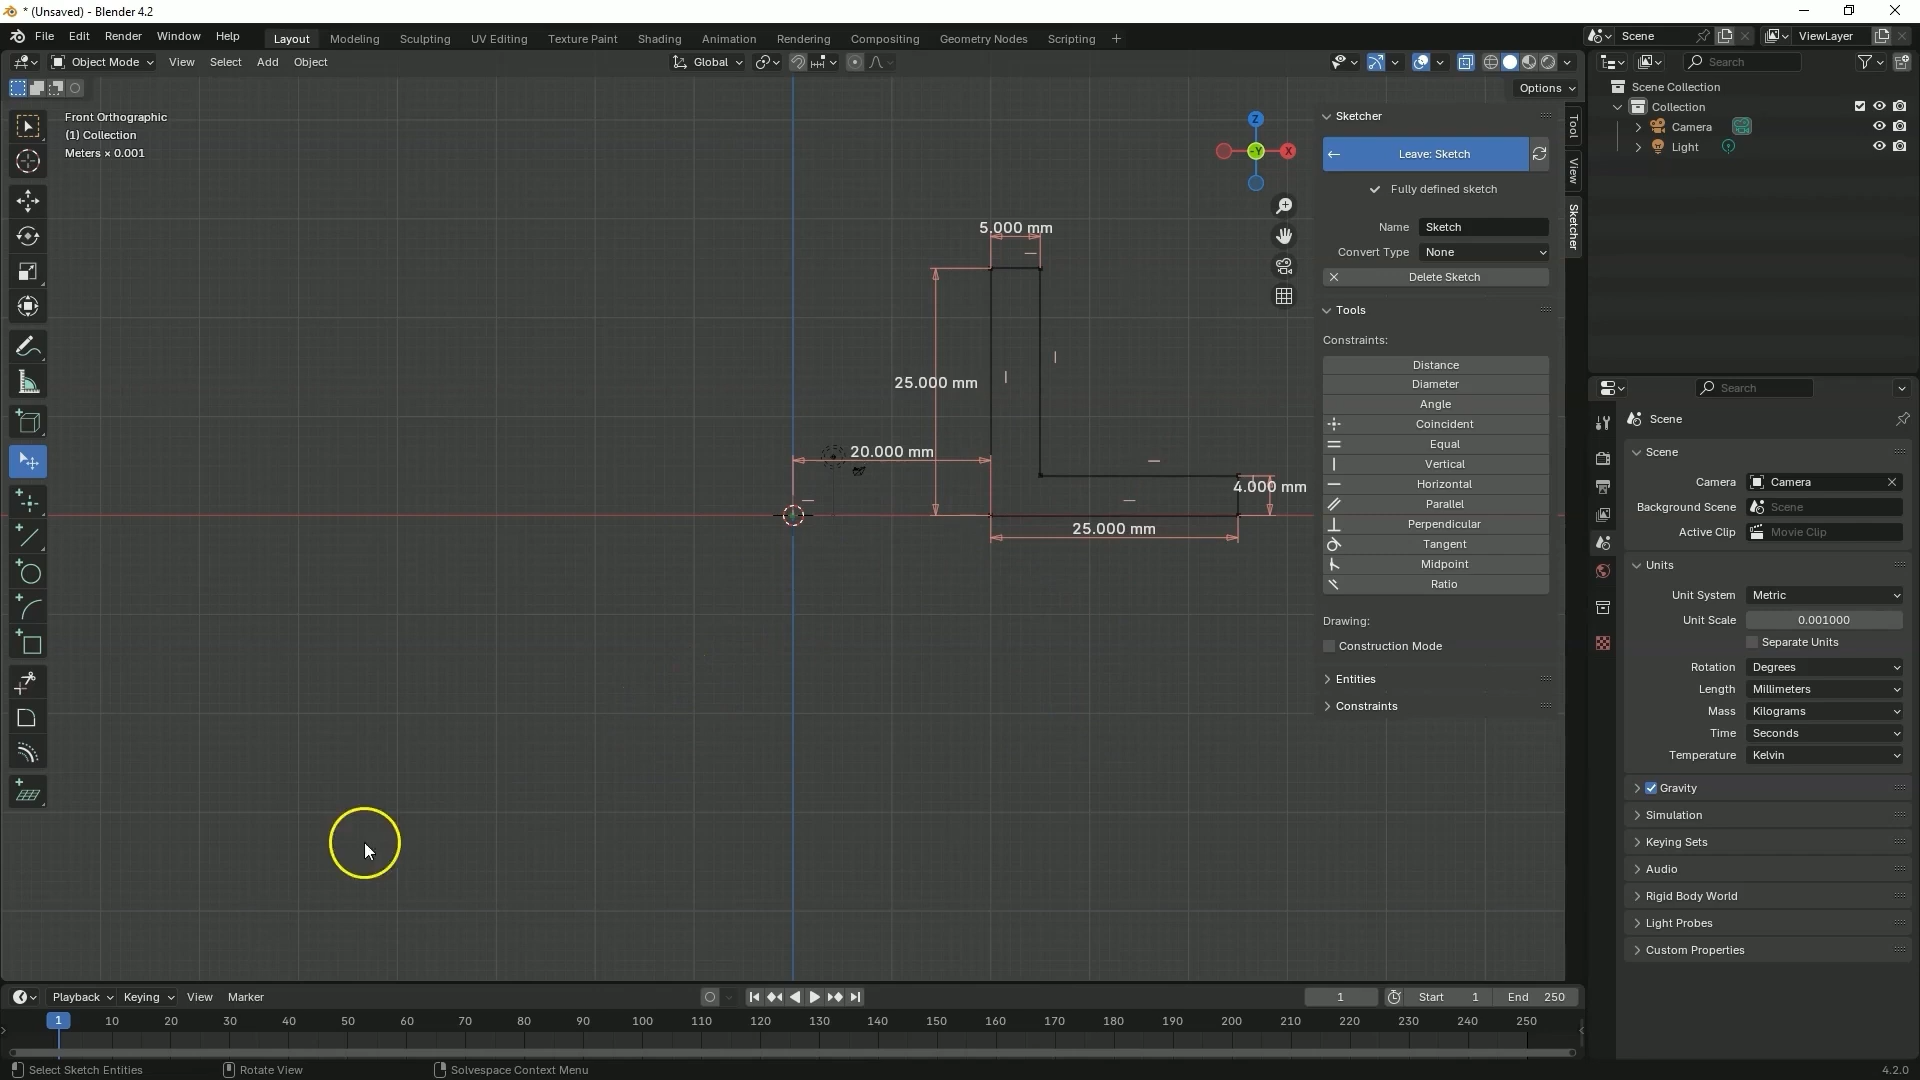 * (Unsaved) - Blender 4.2
File Edit Render Window Help
Layout Modeling Sculpting UV Editing Texture Paint Shading Animation Rendering Compositing Geometry Nodes Scripting +
Scene
ViewLayer
Object Mode View Select Add Object
Global
Options
Search
Front Orthographic
(1) Collection
Meters × 0.001
Z
-Y
X
5.000 mm
25.000 mm
20.000 mm
4.000 mm
25.000 mm
Sketcher
Leave: Sketch
Fully defined sketch
Name Sketch
Convert Type None
Delete Sketch
Tools
Constraints:
Distance
Diameter
Angle
Coincident
Equal
Vertical
Horizontal
Parallel
Perpendicular
Tangent
Midpoint
Ratio
Drawing:
Construction Mode
Entities
Constraints
Tool
View
Sketcher
Scene Collection
Collection
Camera
Light
Search
Scene
Scene
Camera Camera
Background Scene Scene
Active Clip Movie Clip
Units
Unit System Metric
Unit Scale 0.001000
Separate Units
Rotation Degrees
Length Millimeters
Mass Kilograms
Time Seconds
Temperature Kelvin
Gravity
Simulation
Keying Sets
Audio
Rigid Body World
Light Probes
Custom Properties
Playback Keying View Marker
1 Start 1 End 250
1 10 20 30 40 50 60 70 80 90 100 110 120 130 140 150 160 170 180 190 200 210 220 230 240 250
Select Sketch Entities Rotate View Solvespace Context Menu 4.2.0